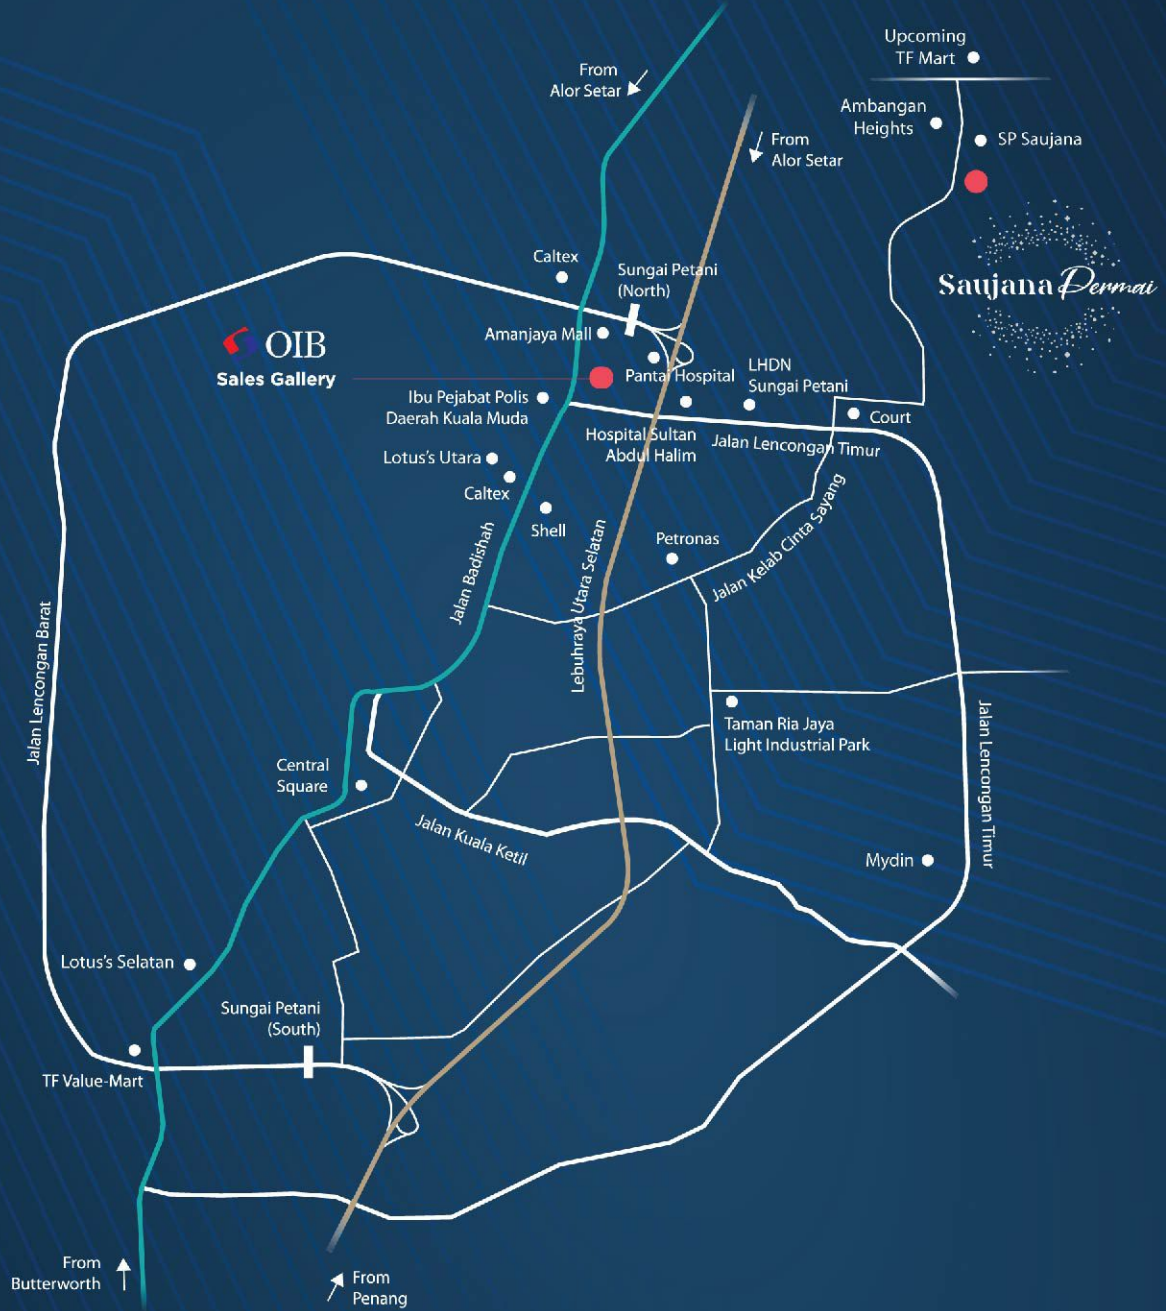 Upcoming
TF Mart
From
Alor Setar
Ambangan
Heights
SP Saujana
From
Alor Setar
Saujana Permai
Caltex
Sungai Petani
(North)
Amanjaya Mall
OIB
Sales Gallery
Pantai Hospital
LHDN
Sungai Petani
Ibu Pejabat Polis
Daerah Kuala Muda
Court
Hospital Sultan
Abdul Halim
Jalan Lencongan Timur
Lotus's Utara
Caltex
Shell
Petronas
Jalan Kelab Cinta Sayang
Jalan Badishah
Lebuhraya Utara Selatan
Jalan Lencongan Barat
Taman Ria Jaya
Light Industrial Park
Jalan Lencongan Timur
Central
Square
Jalan Kuala Ketil
Mydin
Lotus's Selatan
Sungai Petani
(South)
TF Value-Mart
From
Butterworth
From
Penang